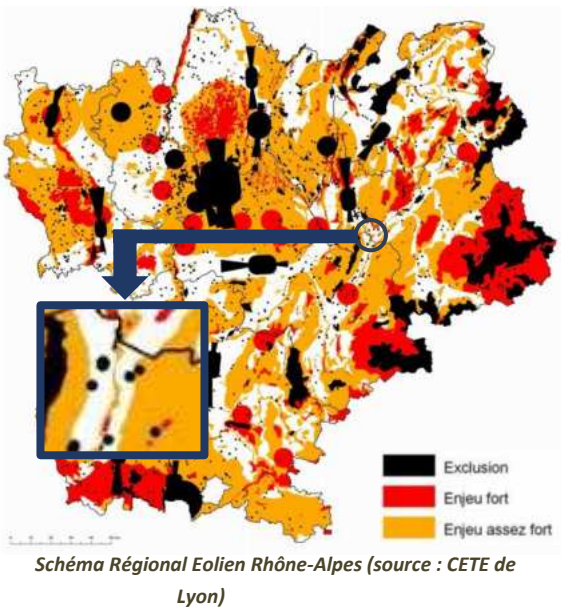 Exclusion
Enjeu fort
Enjeu assez fort
Schéma Régional Eolien Rhône-Alpes (source : CETE de
Lyon)